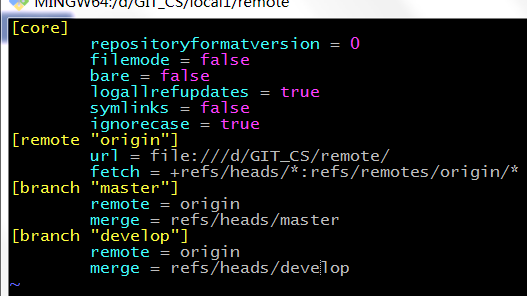 MINGW64:/d/GIT_CS/local1/remote
[core]
repositoryformatversion = 0
filemode = false
bare = false
logallrefupdates = true
symlinks = false
ignorecase = true
[remote "origin"]
url = file:///d/GIT_CS/remote/
fetch = +refs/heads/*:refs/remotes/origin/*
[branch "master"]
remote = origin
merge = refs/heads/master
[branch "develop"]
remote = origin
merge = refs/heads/develop
~